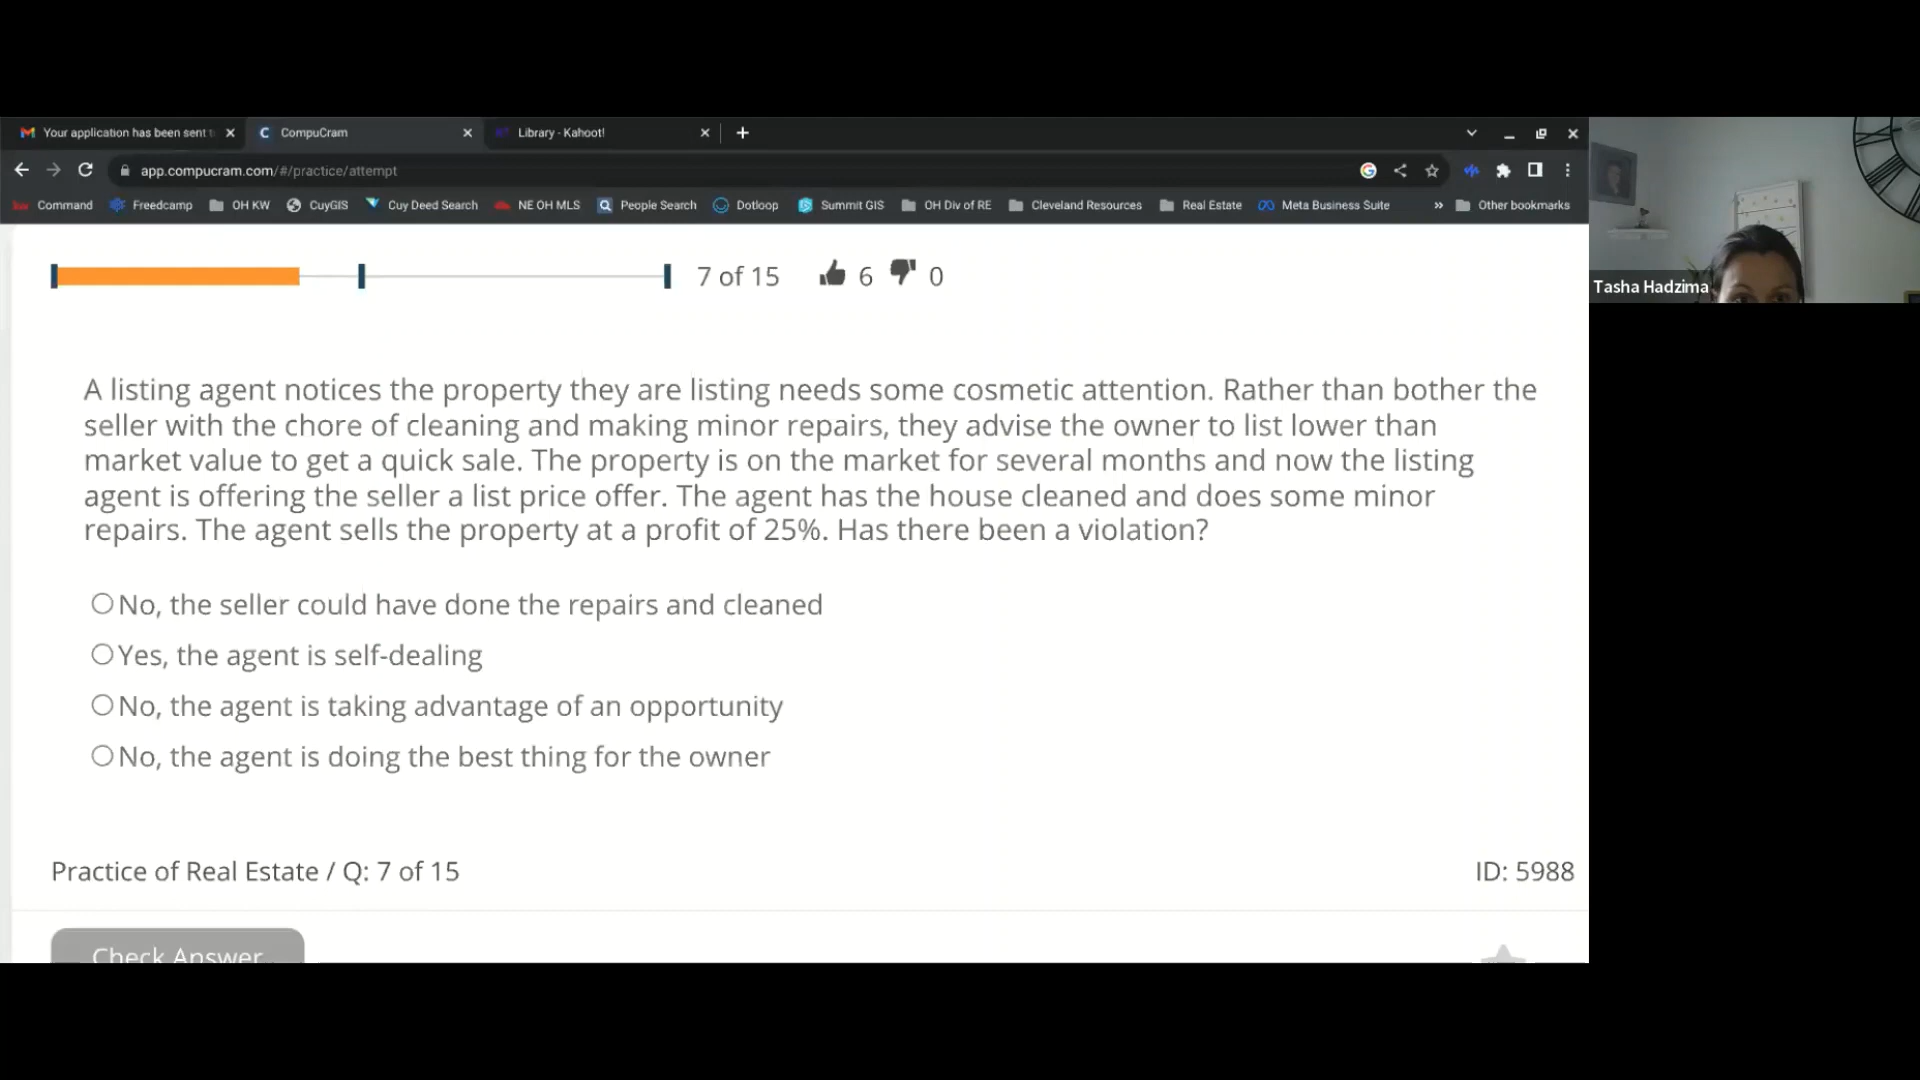 Your application has been sent t
CompuCram
Library - Kahoot!
app.compucram.com/#/practice/attempt
Command
Freedcamp
OH KW
CuyGIS
Cuy Deed Search
NE OH MLS
People Search
Dotloop
Summit GIS
OH Div of RE
Cleveland Resources
Real Estate
Meta Business Suite
»
Other bookmarks
7 of 15
6
0
Tasha Hadzima
A listing agent notices the property they are listing needs some cosmetic attention. Rather than bother the
seller with the chore of cleaning and making minor repairs, they advise the owner to list lower than
market value to get a quick sale. The property is on the market for several months and now the listing
agent is offering the seller a list price offer. The agent has the house cleaned and does some minor
repairs. The agent sells the property at a profit of 25%. Has there been a violation?
No, the seller could have done the repairs and cleaned
Yes, the agent is self-dealing
No, the agent is taking advantage of an opportunity
No, the agent is doing the best thing for the owner
Practice of Real Estate / Q: 7 of 15
ID: 5988
Check Answer